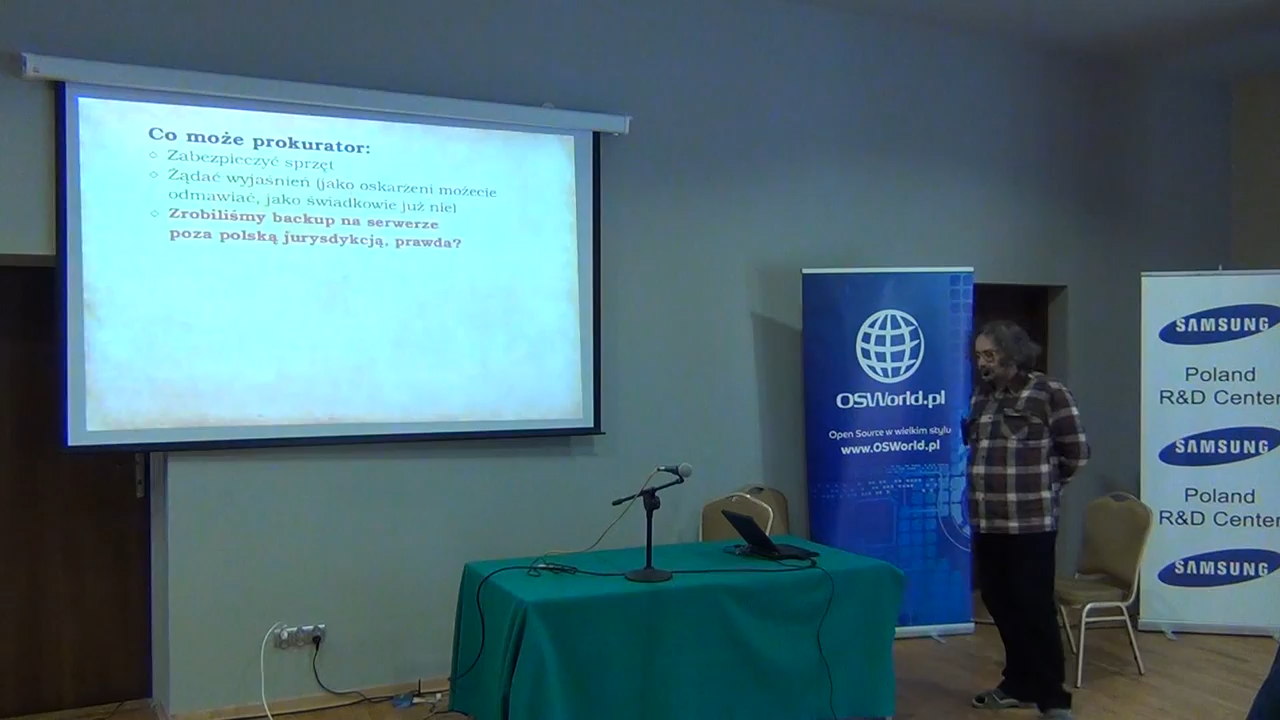 Co może prokurator:
Zabezpieczyć sprzęt
Żądać wyjaśnień (jako oskarżeni możecie
odmawiać, jako świadkowie już nie)
Zrobiliśmy backup na serwerze
poza polską jurysdykcją, prawda?
OSWorld.pl
Open Source w wielkim stylu
www.OSWorld.pl
SAMSUNG
Poland
R&D Center
SAMSUNG
Poland
R&D Center
SAMSUNG